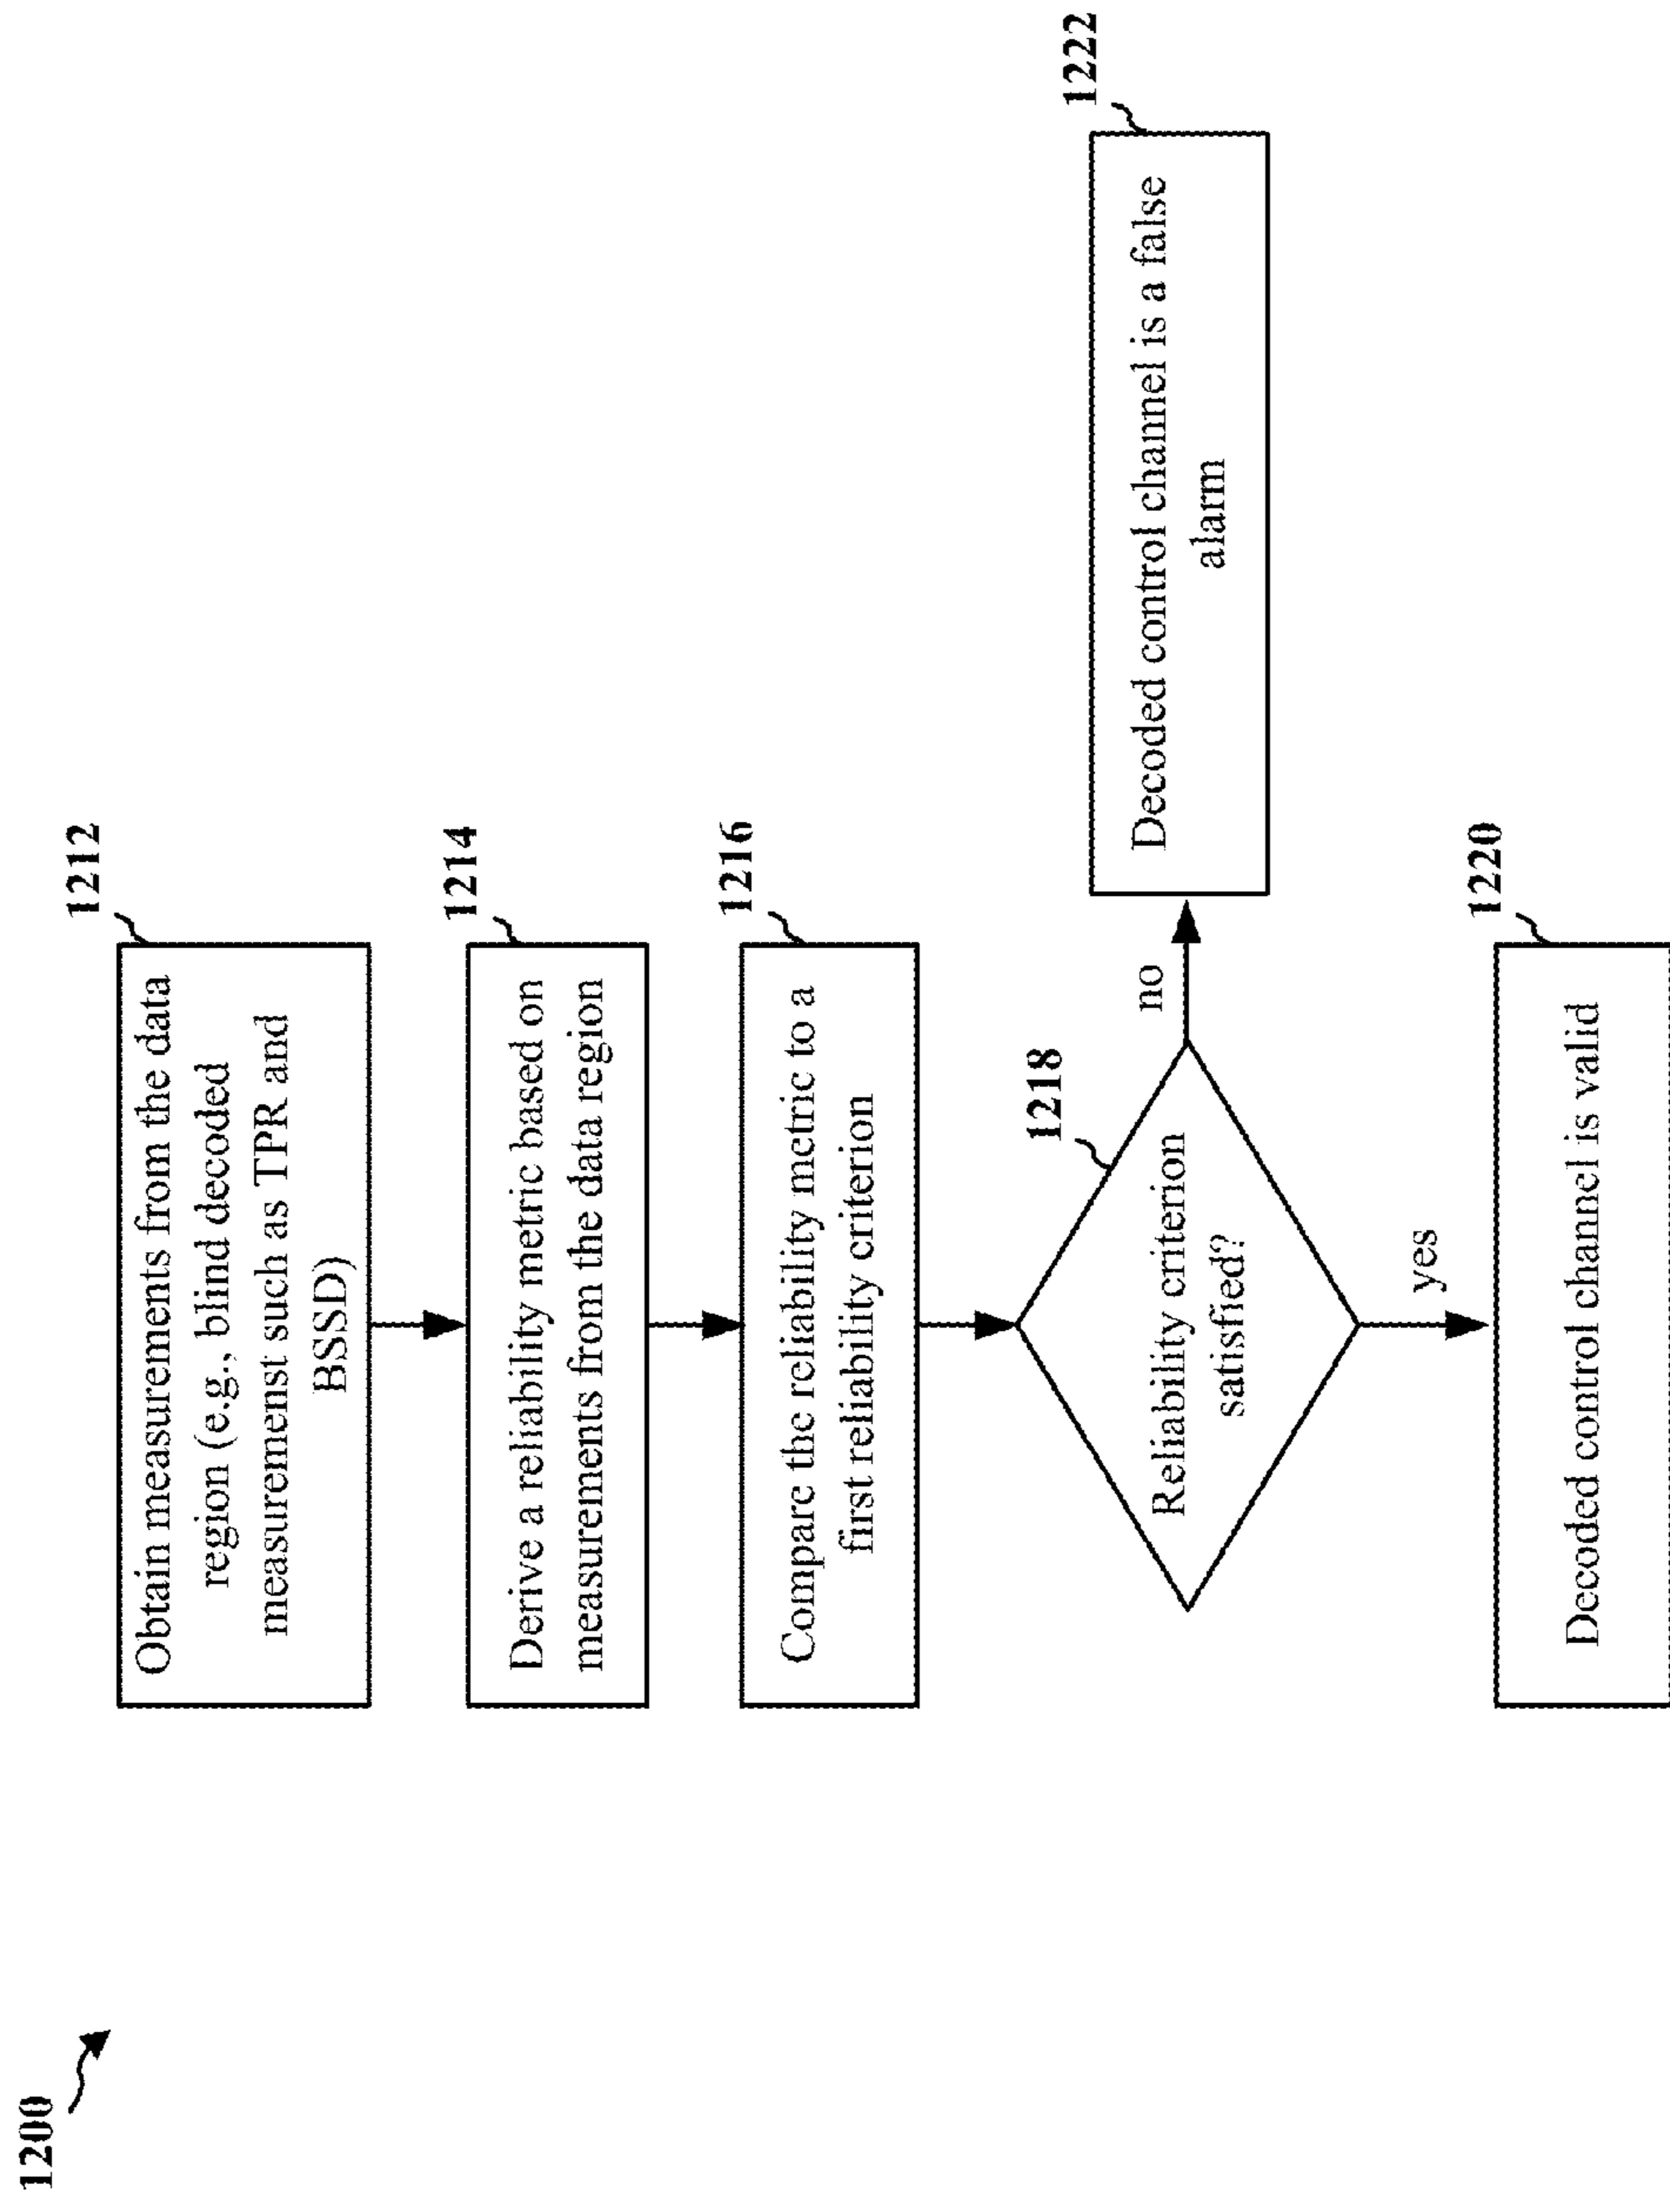 1200
1212
Obtain measurements from the data
region (e.g., blind decoded
measuremenst such as TPR and
BSSD)
1214
Derive a reliability metric based on
measurements from the data region
1216
Compare the reliability metric to a
first reliability criterion
1218
Reliability criterion
satisfied?
no
1222
Decoded control channel is a false
alarm
yes
1220
Decoded control channel is valid